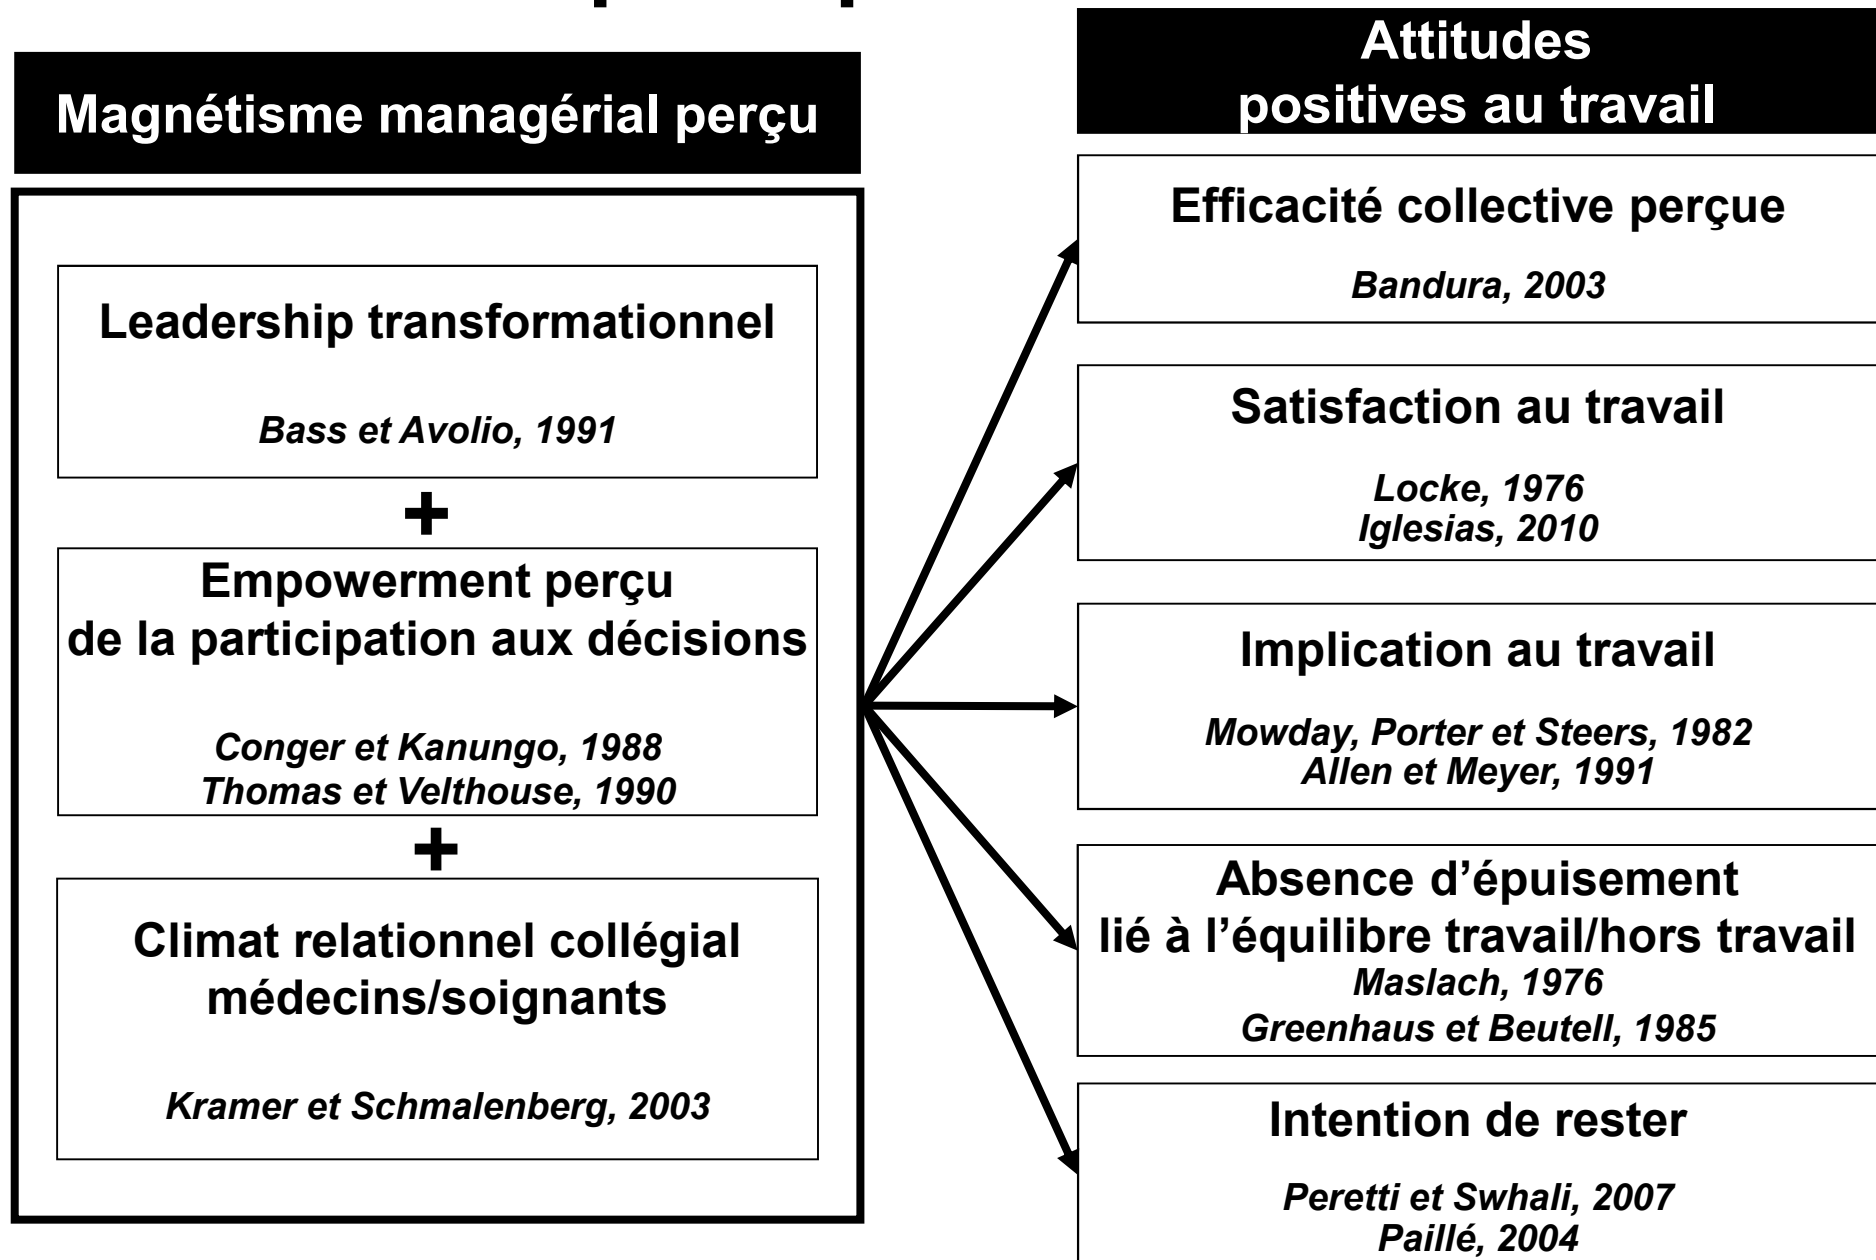 Magnétisme managérial perçu
Leadership transformationnel
Bass et Avolio, 1991
+
Empowerment perçu
de la participation aux décisions
Conger et Kanungo, 1988
Thomas et Velthouse, 1990
+
Climat relationnel collégial
médecins/soignants
Kramer et Schmalenberg, 2003
Attitudes
positives au travail
Efficacité collective perçue
Bandura, 2003
Satisfaction au travail
Locke, 1976
Iglesias, 2010
Implication au travail
Mowday, Porter et Steers, 1982
Allen et Meyer, 1991
Absence d’épuisement
lié à l’équilibre travail/hors travail
Maslach, 1976
Greenhaus et Beutell, 1985
Intention de rester
Peretti et Swhali, 2007
Paillé, 2004